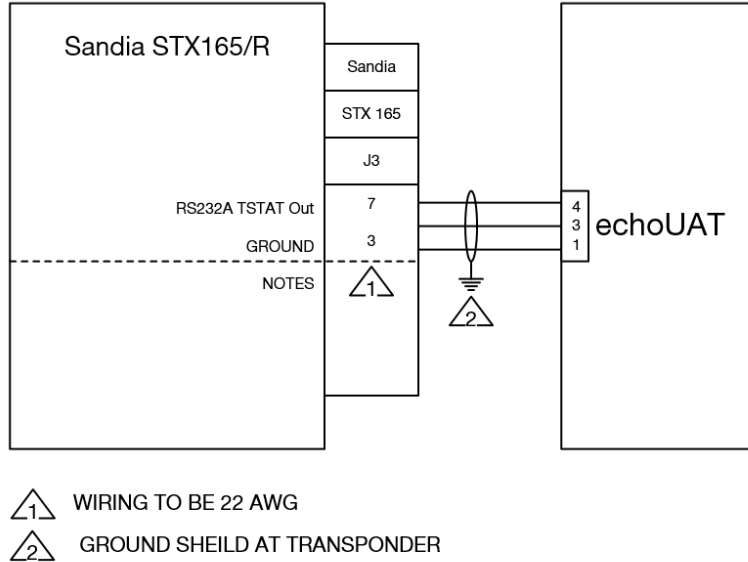 Sandia STX165/R
Sandia
STX 165
J3
RS232A TSTAT Out 7 4
3
GROUND 3 1
echoUAT
NOTES 1
2
1 WIRING TO BE 22 AWG
2 GROUND SHEILD AT TRANSPONDER